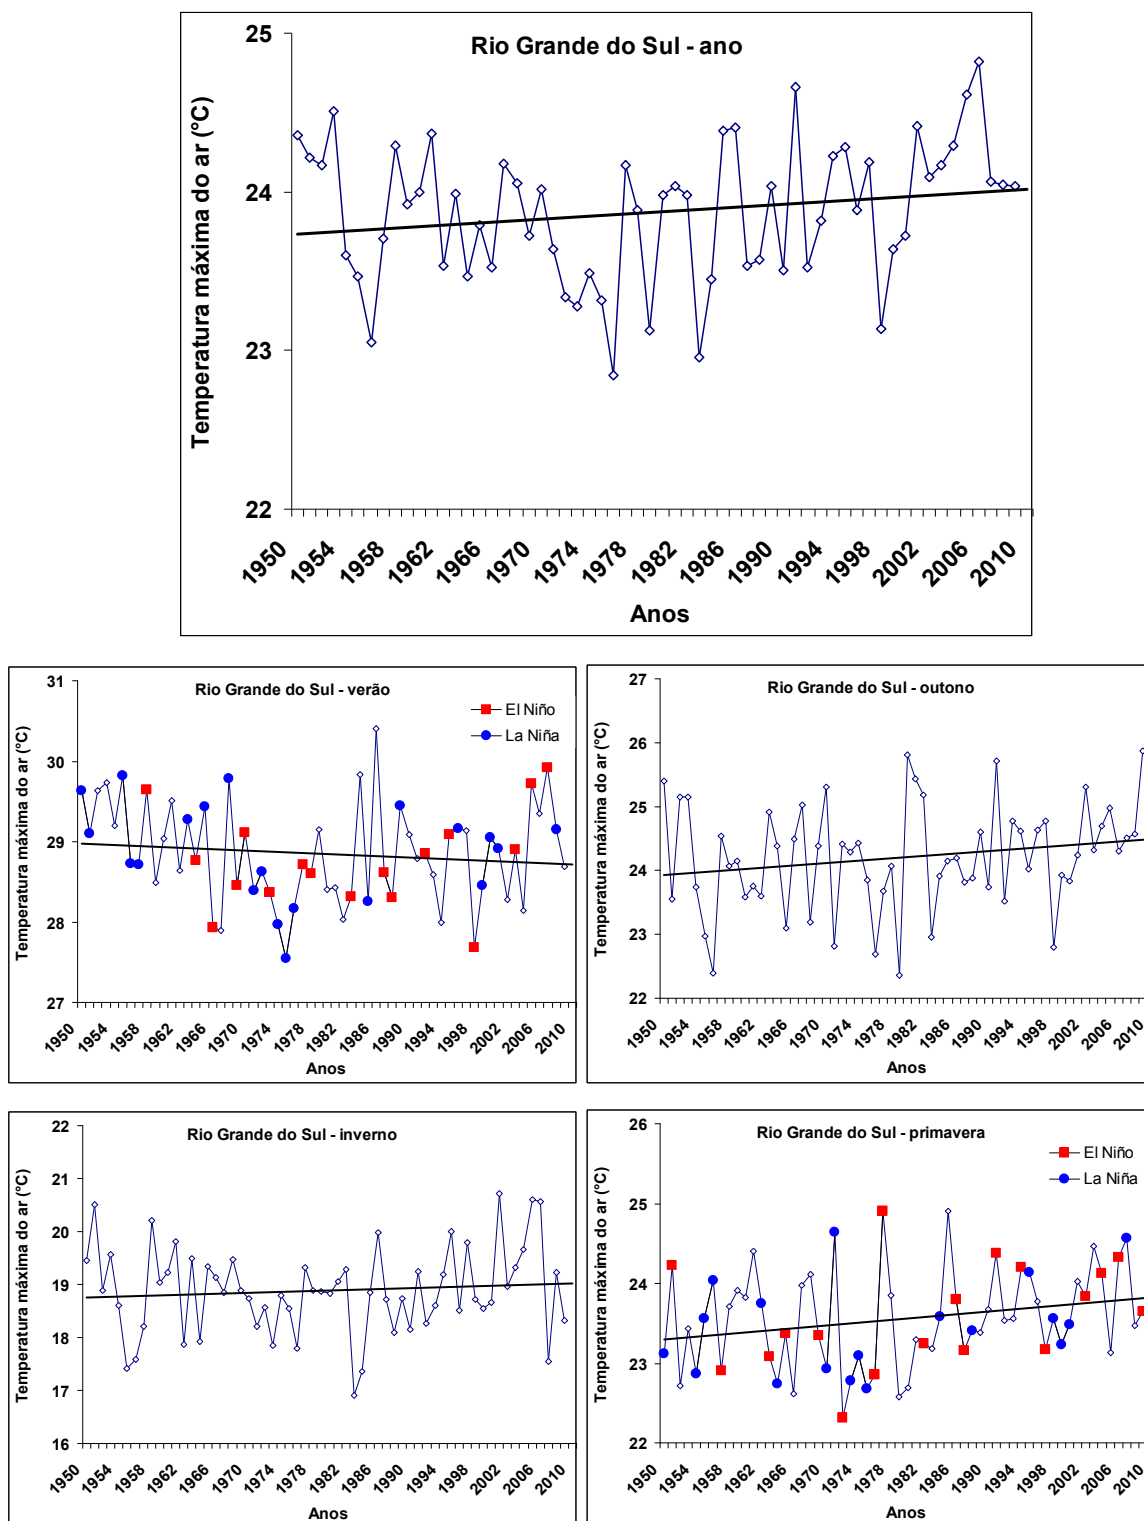 Rio Grande do Sul - ano
Temperatura máxima do ar (°C)
25
24
23
22
1950 1954 1958 1962 1966 1970 1974 1978 1982 1986 1990 1994 1998 2002 2006 2010
Anos
Rio Grande do Sul - verão
Temperatura máxima do ar (°C)
El Niño
La Niña
31
30
29
28
27
1950 1954 1958 1962 1966 1970 1974 1978 1982 1986 1990 1994 1998 2002 2006 2010
Anos
Rio Grande do Sul - outono
Temperatura máxima do ar (°C)
27
26
25
24
23
22
1950 1954 1958 1962 1966 1970 1974 1978 1982 1986 1990 1994 1998 2002 2006 2010
Anos
Rio Grande do Sul - inverno
Temperatura máxima do ar (°C)
22
21
20
19
18
17
16
1950 1954 1958 1962 1966 1970 1974 1978 1982 1986 1990 1994 1998 2002 2006 2010
Anos
Rio Grande do Sul - primavera
Temperatura máxima do ar (°C)
El Niño
La Niña
26
25
24
23
22
1950 1954 1958 1962 1966 1970 1974 1978 1982 1986 1990 1994 1998 2002 2006 2010
Anos